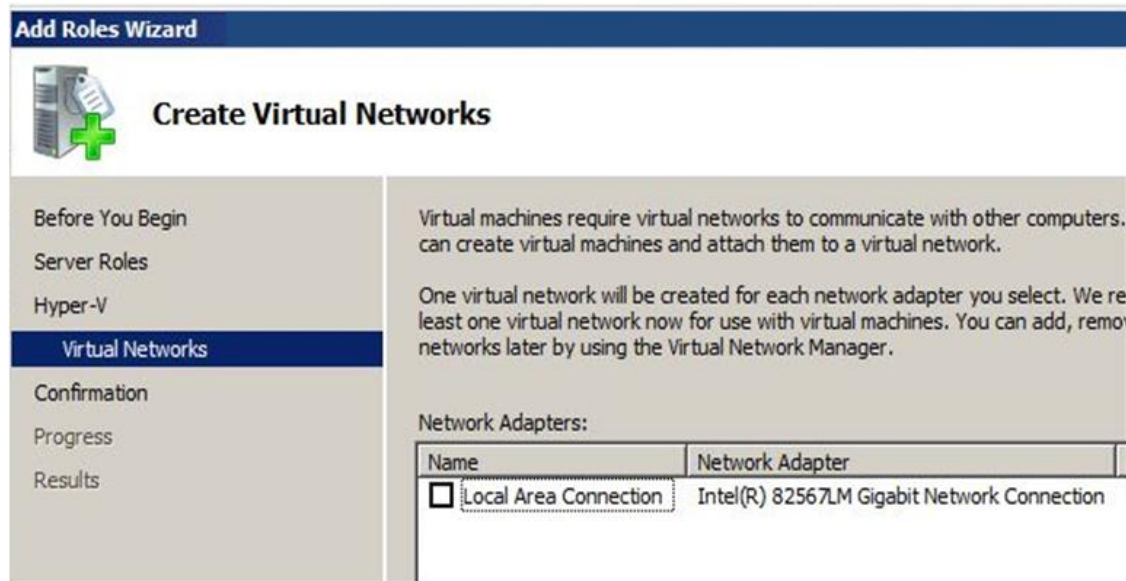 Add Roles Wizard
Create Virtual Networks
Before You Begin
Server Roles
Hyper-V
Virtual Networks
Confirmation
Progress
Results
Virtual machines require virtual networks to communicate with other computers.
can create virtual machines and attach them to a virtual network.
One virtual network will be created for each network adapter you select. We re
least one virtual network now for use with virtual machines. You can add, remov
networks later by using the Virtual Network Manager.
Network Adapters:
Name Network Adapter
Local Area Connection Intel(R) 82567LM Gigabit Network Connection